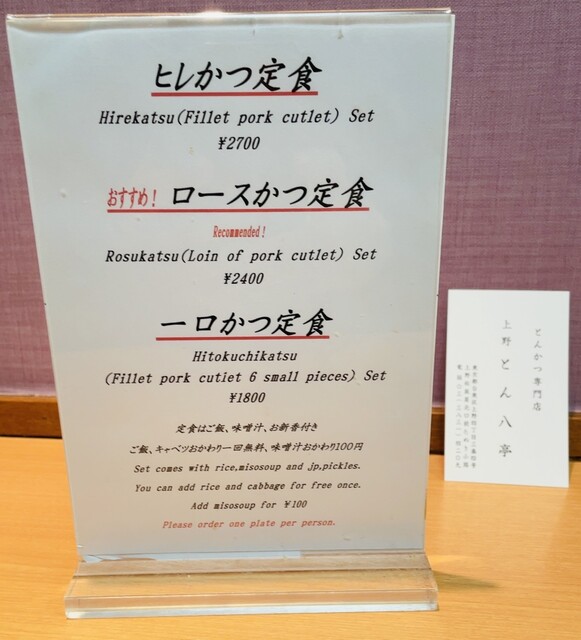 ヒレかつ定食
Hirekatsu(Fillet pork cutlet) Set
¥2700
おすすめ! ロースかつ定食
Recommended!
Rosukatsu(Loin of pork cutlet) Set
¥2400
一口かつ定食
Hitokuchikatsu
(Fillet pork cutiet 6 small pieces) Set
¥1800
定食はご飯、味噌汁、お新香付き
ご飯、キャベツおかわり一回無料、味噌汁おかわり100円
Set comes with rice,misosoup and jp,pickles.
You can add rice and cabbage for free once.
Add misosoup for ¥100
Please order one plate per person.
とんかつ専門店
上野 とん八亭